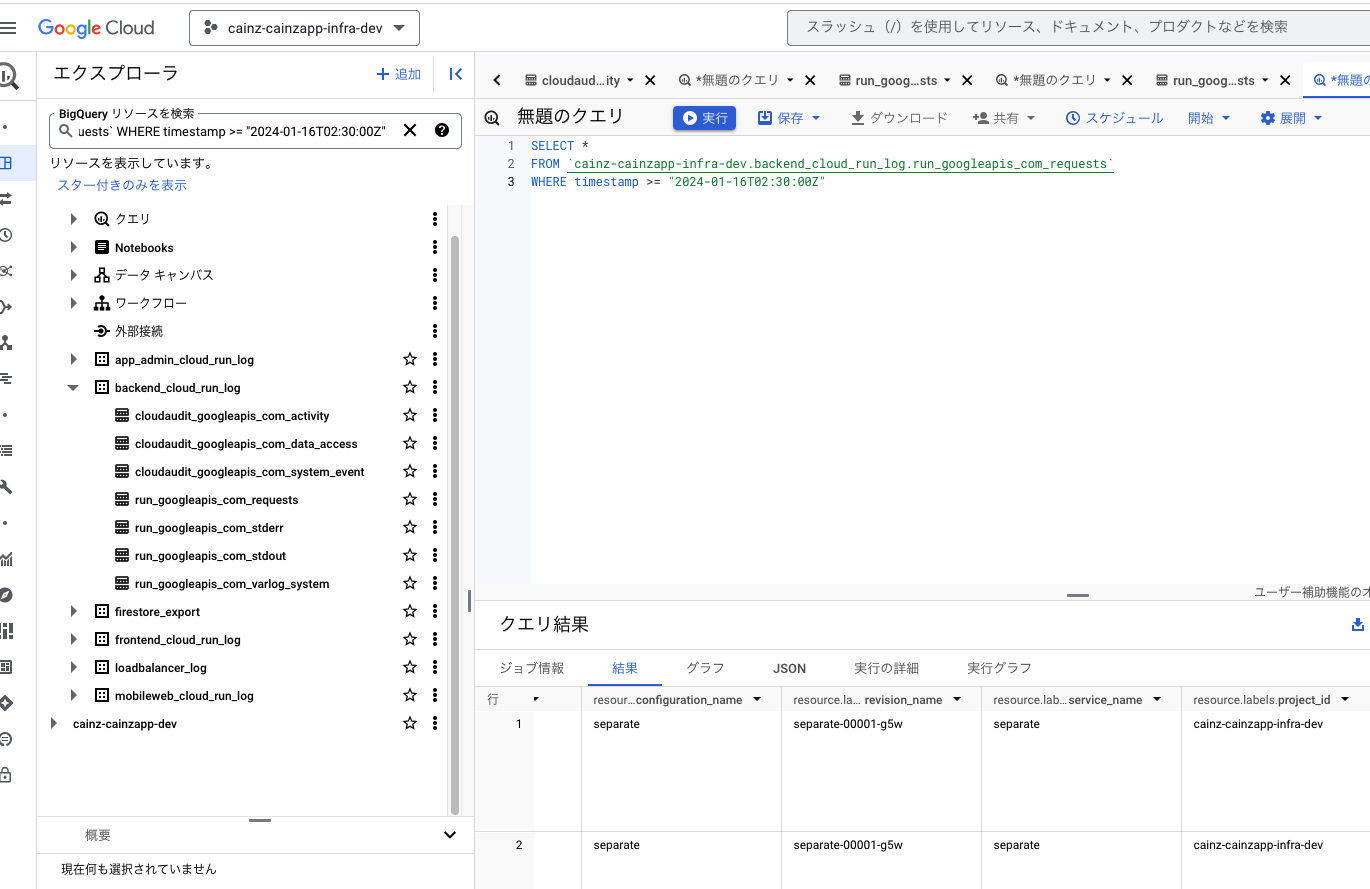 Google Cloud
cainz-cainzapp-infra-dev
スラッシュ（/）を使用してリソース、ドキュメント、プロダクトなどを検索
エクスプローラ
追加
BigQuery リソースを検索
uests` WHERE timestamp >= "2024-01-16T02:30:00Z"
リソースを表示しています。
スター付きのみを表示
クエリ
Notebooks
データ キャンバス
ワークフロー
外部接続
app_admin_cloud_run_log
backend_cloud_run_log
cloudaudit_googleapis_com_activity
cloudaudit_googleapis_com_data_access
cloudaudit_googleapis_com_system_event
run_googleapis_com_requests
run_googleapis_com_stderr
run_googleapis_com_stdout
run_googleapis_com_varlog_system
firestore_export
frontend_cloud_run_log
loadbalancer_log
mobileweb_cloud_run_log
cainz-cainzapp-dev
概要
現在何も選択されていません
cloudaud...ity
*無題のクエリ
run_goog...sts
*無題のクエリ
run_goog...sts
*無題の
無題のクエリ
実行
保存
ダウンロード
共有
スケジュール
開始
展開
1 SELECT *
2 FROM `cainz-cainzapp-infra-dev.backend_cloud_run_log.run_googleapis_com_requests`
3 WHERE timestamp >= "2024-01-16T02:30:00Z"
ユーザー補助機能のオ
クエリ結果
ジョブ情報 結果 グラフ JSON 実行の詳細 実行グラフ
行 resour...configuration_name resource.la... revision_name resource.lab...service_name resource.labels.project_id
1 separate separate-00001-g5w separate cainz-cainzapp-infra-dev
2 separate separate-00001-g5w separate cainz-cainzapp-infra-dev